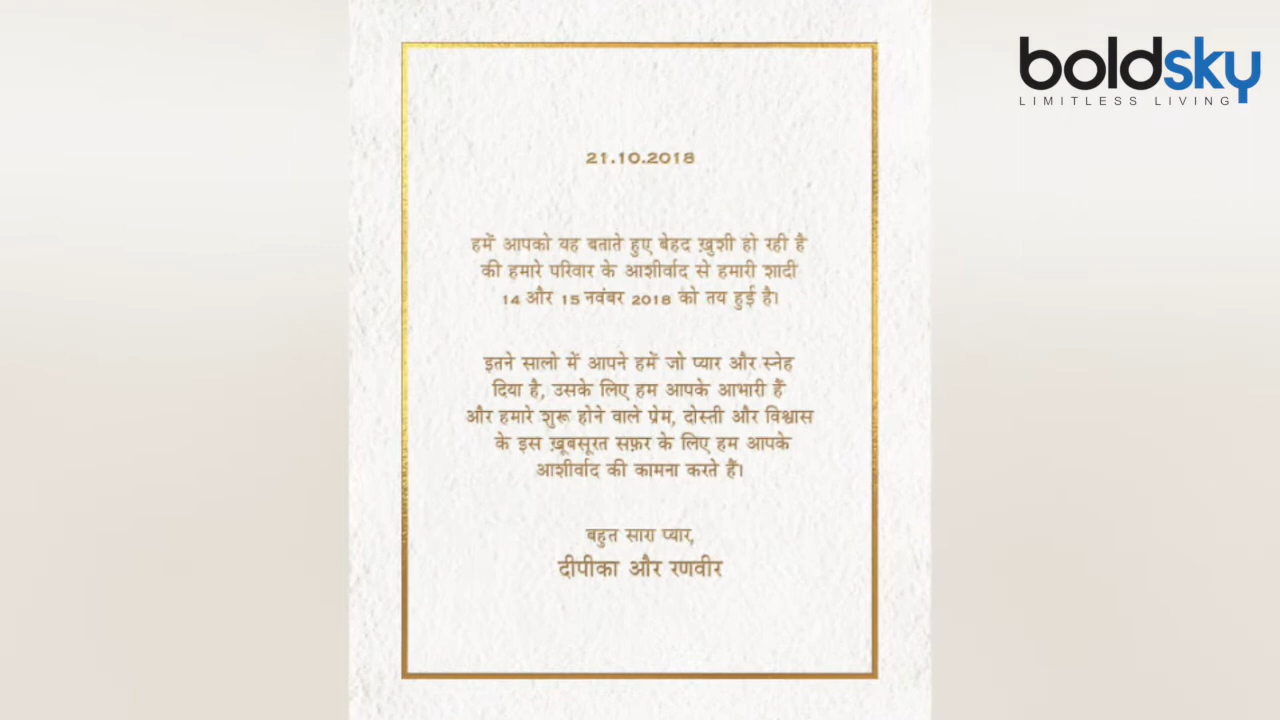 boldsky
LIMITLESS LIVING
21.10.2018
हमें आपको यह बताते हुए बेहद ख़ुशी हो रही है
की हमारे परिवार के आशीर्वाद से हमारी शादी
14 और 15 नवंबर 2018 को तय हुई है।
इतने सालो में आपने हमें जो प्यार और स्नेह
दिया है, उसके लिए हम आपके आभारी हैं
और हमारे शुरू होने वाले प्रेम, दोस्ती और विश्वास
के इस ख़ूबसूरत सफ़र के लिए हम आपके
आशीर्वाद की कामना करते हैं।
बहुत सारा प्यार,
दीपीका और रणवीर